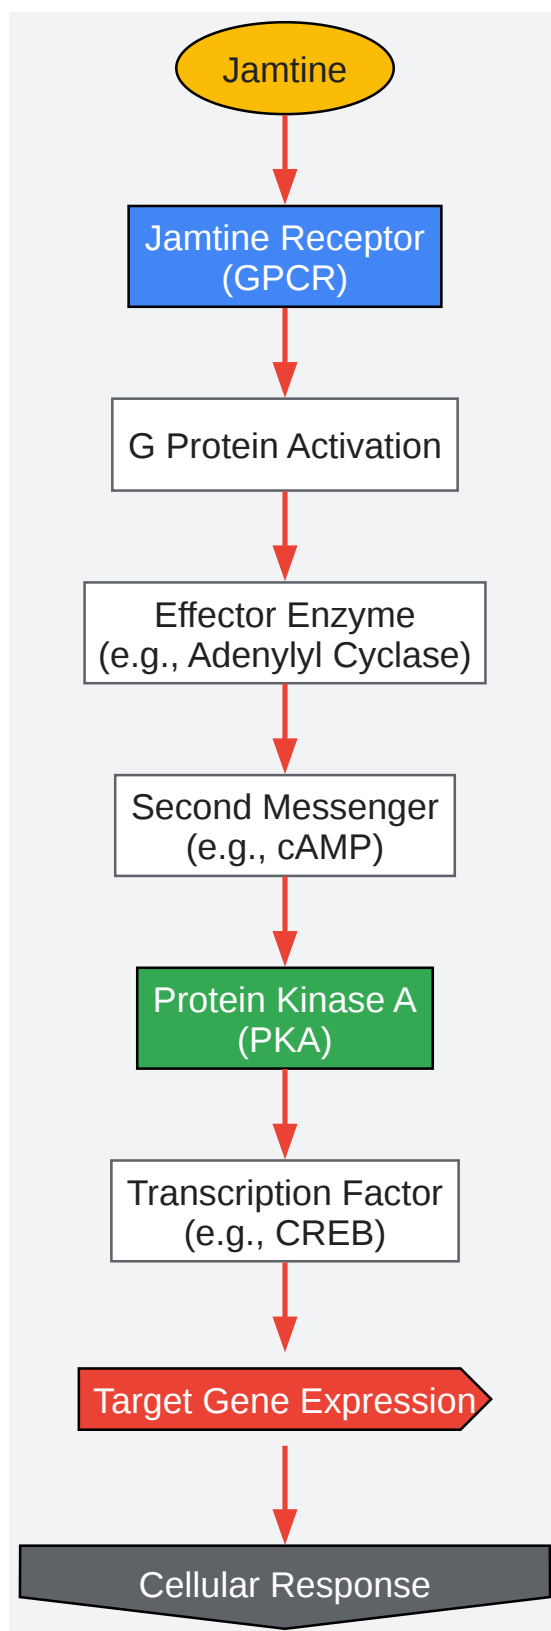 Jamtine
Jamtine Receptor
(GPCR)
G Protein Activation
Effector Enzyme
(e.g., Adenylyl Cyclase)
Second Messenger
(e.g., cAMP)
Protein Kinase A
(PKA)
Transcription Factor
(e.g., CREB)
Target Gene Expression
Cellular Response